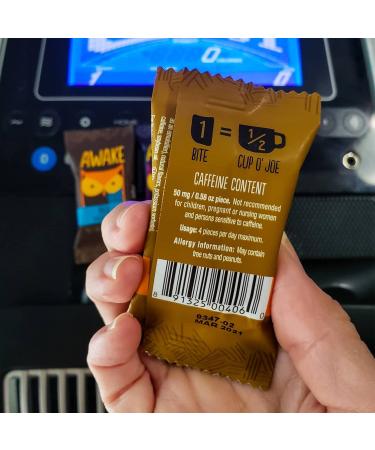 AWAKE
1 = 1/2
BITE CUP O' JOE
CAFFEINE CONTENT
50 mg / 0.58 oz piece. Not recommended
for children, pregnant or nursing women
and persons sensitive to caffeine.
Usage: 4 pieces per day maximum.
Allergy Information: May contain
tree nuts and peanuts.
8 91325 00406 0
8347-02
MAR 2021